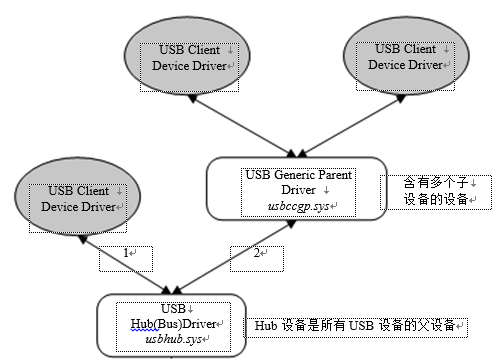 USB Client
Device Driver
USB Client
Device Driver
USB Generic Parent
Driver
usbccgp.sys
含有多个子
设备的设备
USB Client
Device Driver
1
2
USB
Hub(Bus)Driver
usbhub.sys
Hub 设备是所有 USB 设备的父设备